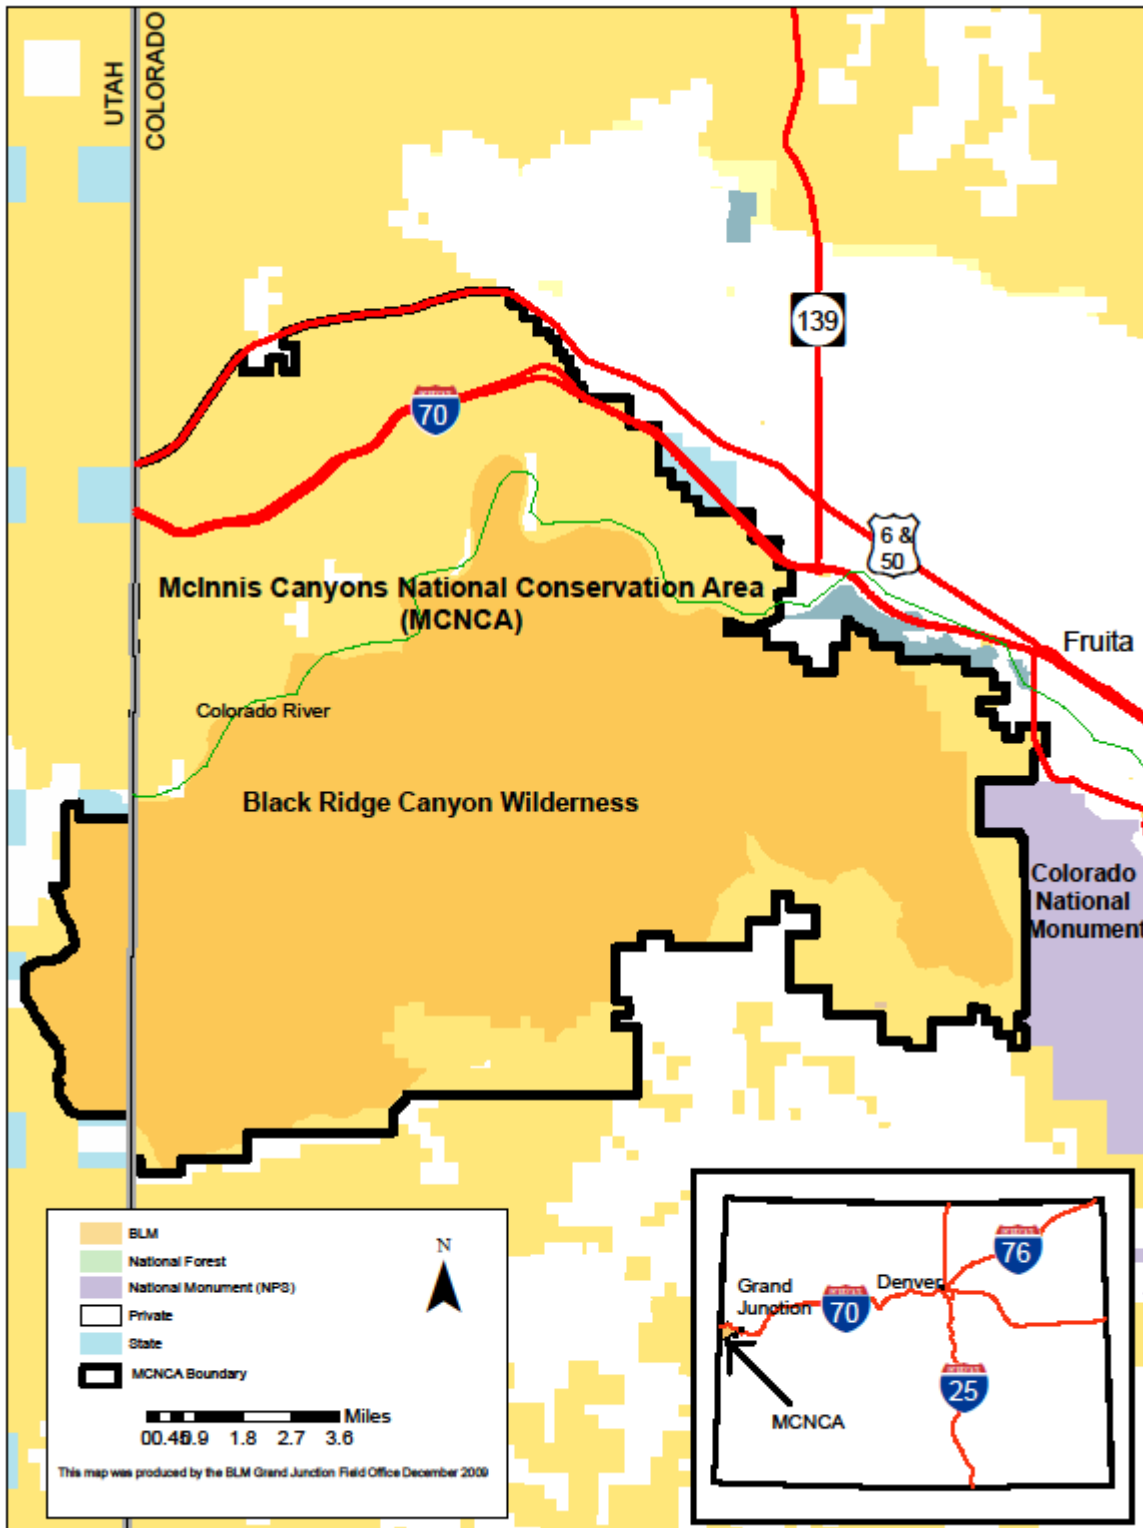 UTAH
COLORADO
139
70
6 &
50
McInnis Canyons National Conservation Area
(MCNCA)
Fruita
Colorado River
Black Ridge Canyon Wilderness
Colorado
National
Monument
BLM
National Forest
National Monument (NPS)
Private
State
MCNCA Boundary
N
Miles
00.450.9 1.8 2.7 3.6
This map was produced by the BLM Grand Junction Field Office December 2009
76
Grand
Junction
Denver
70
25
MCNCA